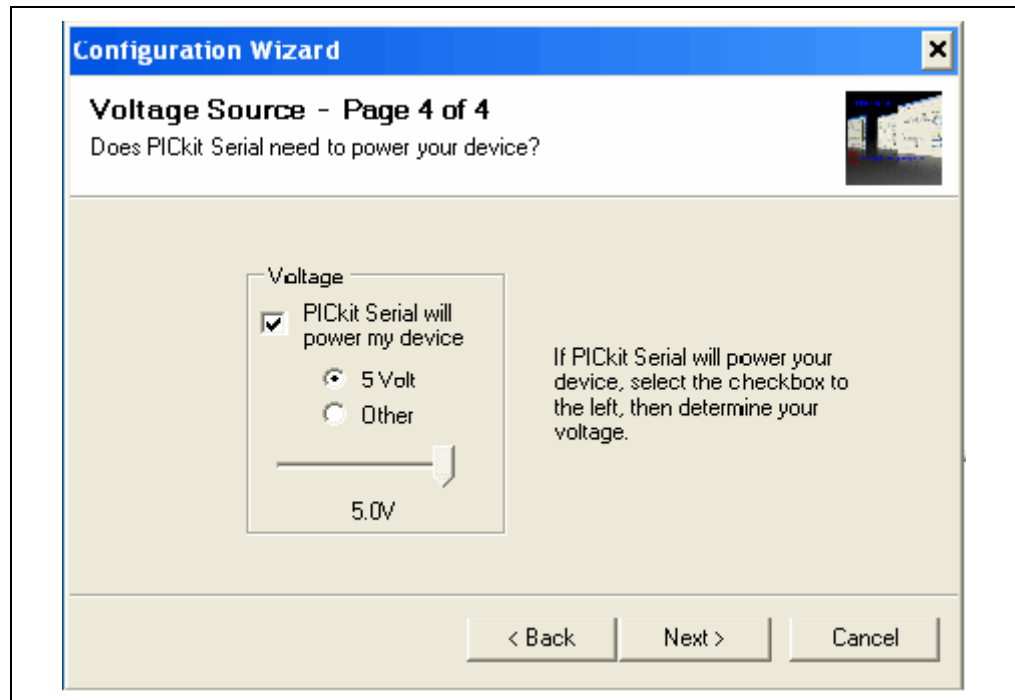 Configuration Wizard
Voltage Source - Page 4 of 4
Does PICkit Serial need to power your device?
Voltage
PICkit Serial will
power my device
5 Volt
Other
5.0V
If PICkit Serial will power your
device, select the checkbox to
the left, then determine your
voltage.
< Back
Next >
Cancel